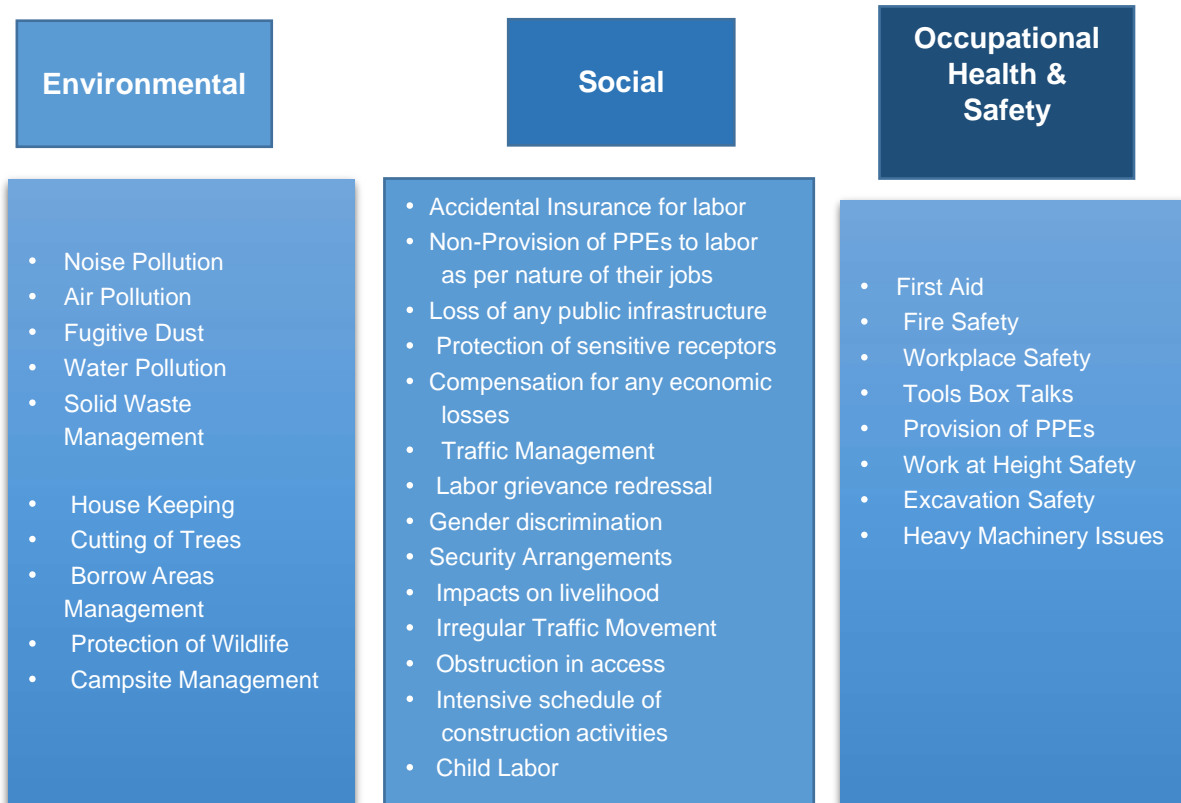 Environmental
• Noise Pollution
• Air Pollution
• Fugitive Dust
• Water Pollution
• Solid Waste
Management
• House Keeping
• Cutting of Trees
• Borrow Areas
Management
• Protection of Wildlife
• Campsite Management
Social
• Accidental Insurance for labor
• Non-Provision of PPEs to labor
as per nature of their jobs
• Loss of any public infrastructure
• Protection of sensitive receptors
• Compensation for any economic
losses
• Traffic Management
• Labor grievance redressal
• Gender discrimination
• Security Arrangements
• Impacts on livelihood
• Irregular Traffic Movement
• Obstruction in access
• Intensive schedule of
construction activities
• Child Labor
Occupational
Health &
Safety
• First Aid
• Fire Safety
• Workplace Safety
• Tools Box Talks
• Provision of PPEs
• Work at Height Safety
• Excavation Safety
• Heavy Machinery Issues